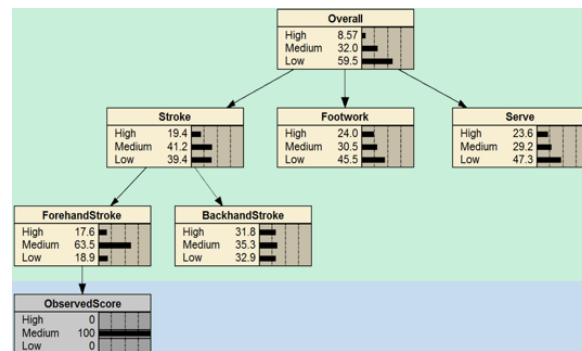 Overall
High 8.57
Medium 32.0
Low 59.5
Stroke
High 19.4
Medium 41.2
Low 39.4
Footwork
High 24.0
Medium 30.5
Low 45.5
Serve
High 23.6
Medium 29.2
Low 47.3
ForehandStroke
High 17.6
Medium 63.5
Low 18.9
BackhandStroke
High 31.8
Medium 35.3
Low 32.9
ObservedScore
High 0
Medium 100
Low 0